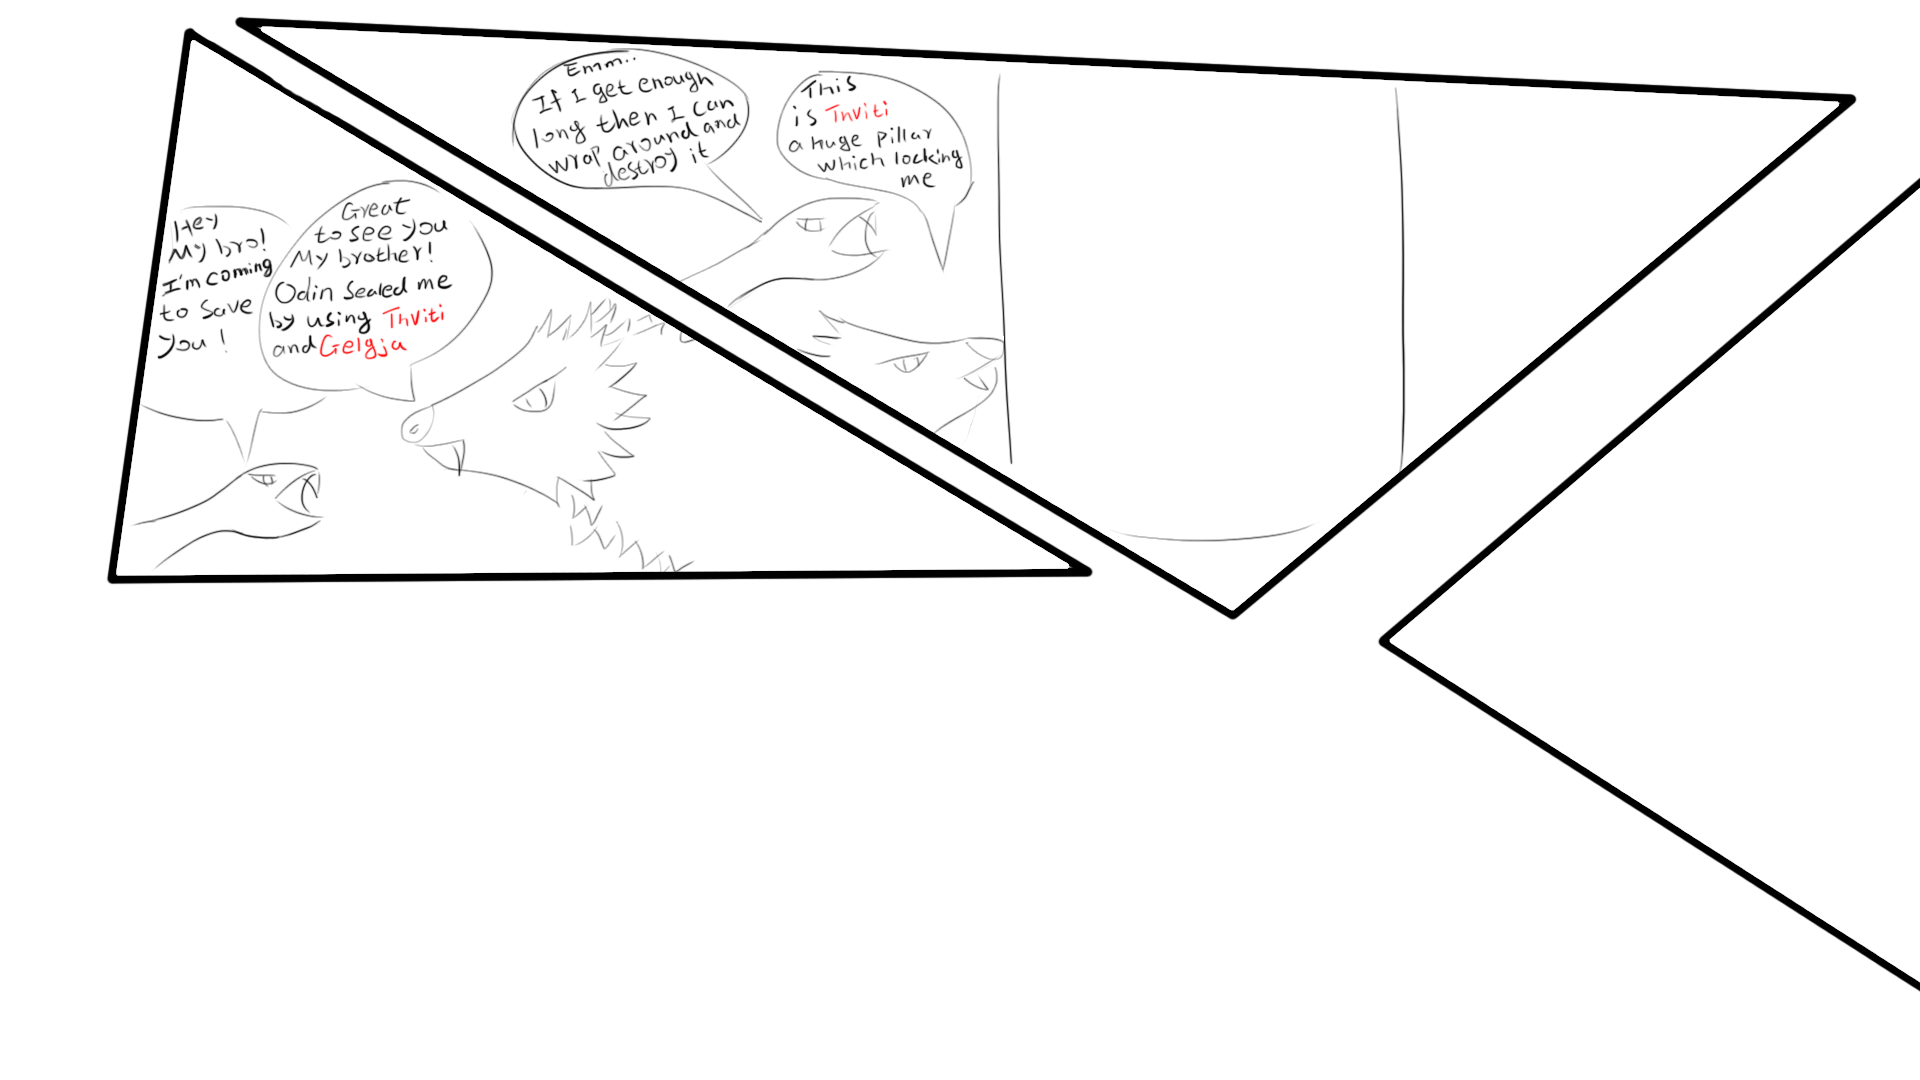 Hey
My bro!
I'm coming
to save
you !
Great
to see you
My brother!
Odin sealed me
by using Thviti
and Gelgja
Emm..
If I get enough
long then I can
wrap around and
destroy it
This
is Thviti
a huge pillar
which locking
me